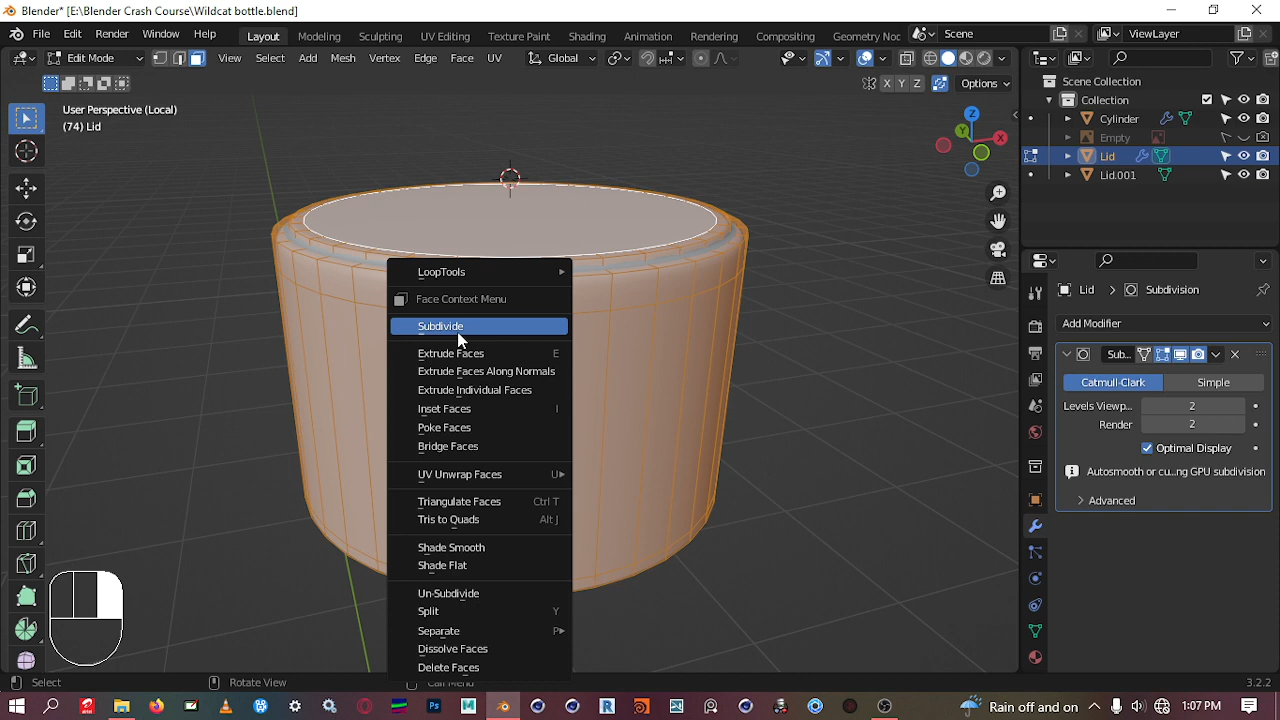 Blender* [E:\Blender Crash Course\Wildcat bottle.blend]
File Edit Render Window Help Layout Modeling Sculpting UV Editing Texture Paint Shading Animation Rendering Compositing Geometry Noc Scene ViewLayer
Edit Mode View Select Add Mesh Vertex Edge Face UV Global
X Y Z Options
User Perspective (Local)
(74) Lid
Z
Y
X
Scene Collection
Collection
Cylinder
Empty
Lid
Lid.001
LoopTools
Face Context Menu
Subdivide
Extrude Faces E
Extrude Faces Along Normals
Extrude Individual Faces
Inset Faces I
Poke Faces
Bridge Faces
UV Unwrap Faces U
Triangulate Faces Ctrl T
Tris to Quads Alt J
Shade Smooth
Shade Flat
Un-Subdivide
Split Y
Separate P
Dissolve Faces
Delete Faces
Lid Subdivision
Add Modifier
Sub...
Catmull-Clark Simple
Levels Viewp... 2
Render 2
Optimal Display
Autosmooth or cu...ng GPU subdivision
Advanced
Select Rotate View Call Menu 3.2.2
Rain off and on 1:07 PM